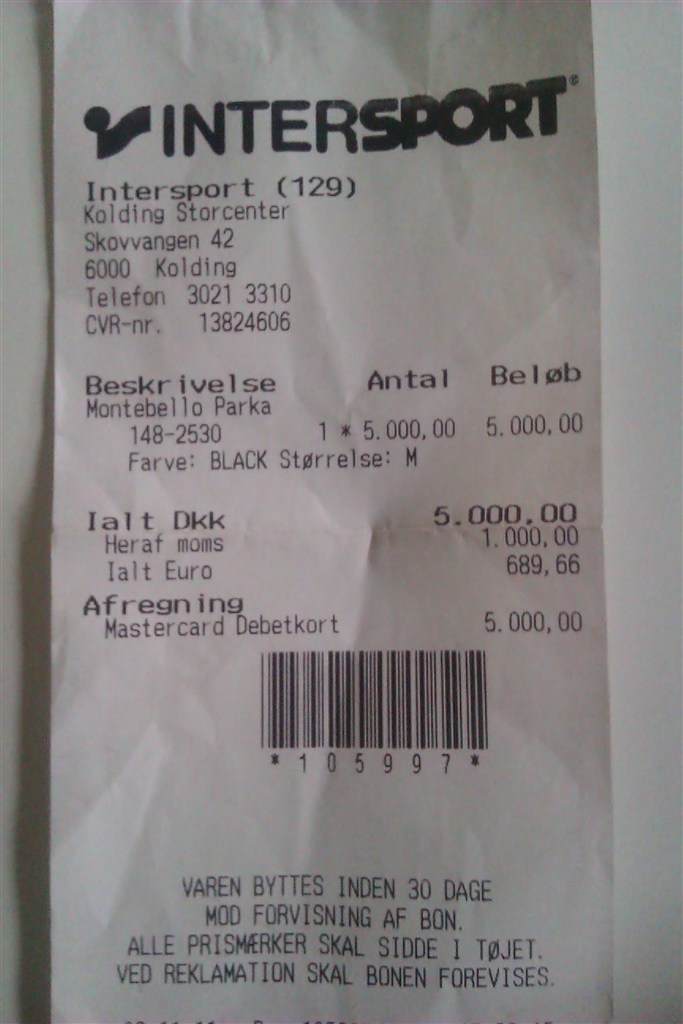 INTERSPORT®
Intersport (129)
Kolding Storcenter
Skovvangen 42
6000 Kolding
Telefon 3021 3310
CVR-nr. 13824606
Beskrivelse Antal Beløb
Montebello Parka
148-2530 1 * 5.000,00 5.000,00
Farve: BLACK Størrelse: M
Ialt Dkk 5.000,00
Heraf moms 1.000,00
Ialt Euro 689,66
Afregning
Mastercard Debetkort 5.000,00
*105997*
VAREN BYTTES INDEN 30 DAGE
MOD FORVISNING AF BON.
ALLE PRISMÆRKER SKAL SIDDE I TØJET.
VED REKLAMATION SKAL BONEN FOREVISES.